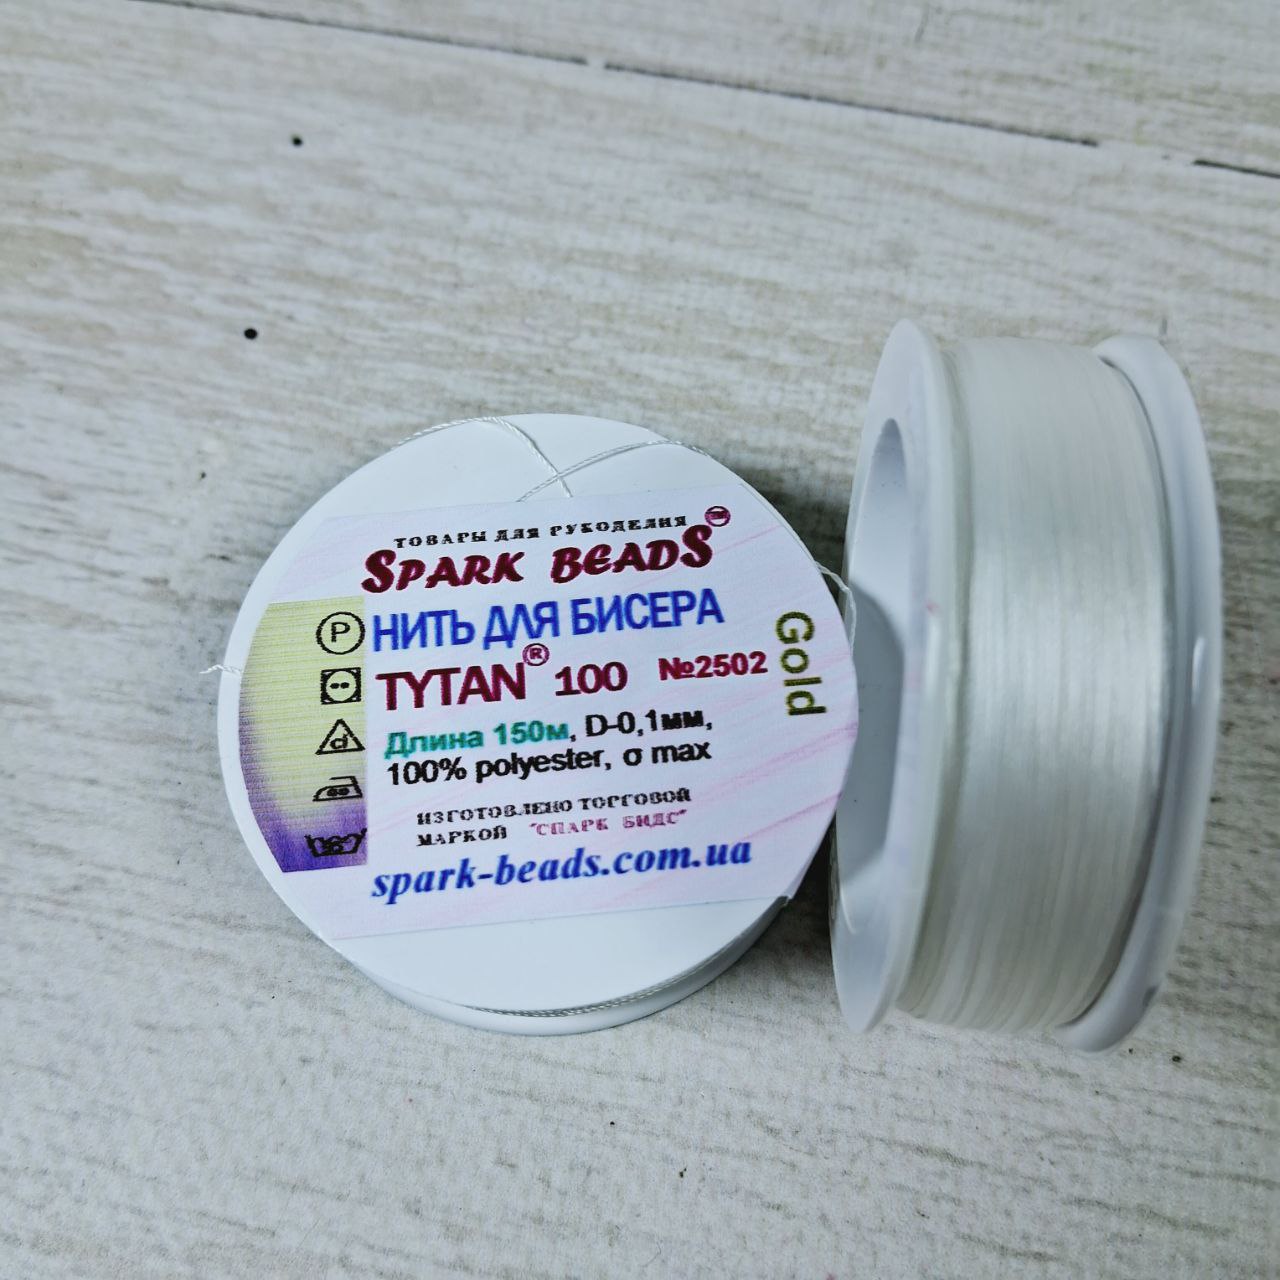 ТОВАРЫ ДЛЯ РУКОДЕЛИЯ
SPARK BEADS
P
НИТЬ ДЛЯ БИСЕРА
TYTAN® 100 №2502
Gold
Длина 150м, D-0,1мм,
100% polyester, σ max
ИЗГОТОВЛЕНО ТОРГОВОЙ
МАРКОЙ "СПАРК БИДС"
spark-beads.com.ua